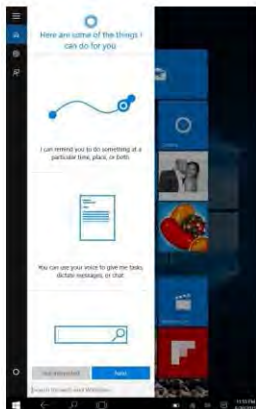 Here are some of the things I
can do for you
I can remind you to do something at a
particular time, place, or both
You can use your voice to give me tasks,
dictate messages, or chat
Not interested
Next
Search the web and Windows